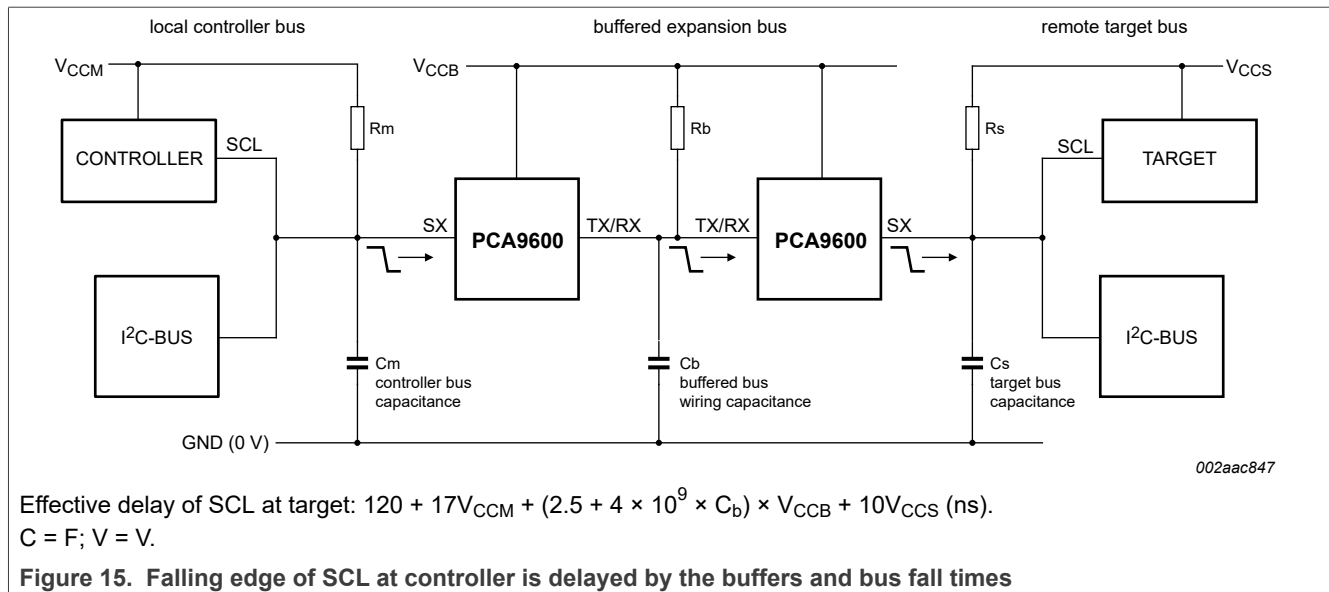 local controller bus
buffered expansion bus
remote target bus
VCCM
VCCB
VCCS
Rm
Rb
Rs
CONTROLLER
SCL
SCL
TARGET
SX
PCA9600
TX/RX
TX/RX
PCA9600
SX
I2C-BUS
I2C-BUS
Cm
controller bus
capacitance
Cb
buffered bus
wiring capacitance
Cs
target bus
capacitance
GND (0 V)
002aac847
Effective delay of SCL at target: 120 + 17VCCM + (2.5 + 4 × 10^9 × Cb) × VCCB + 10VCCS (ns).
C = F; V = V.
Figure 15. Falling edge of SCL at controller is delayed by the buffers and bus fall times